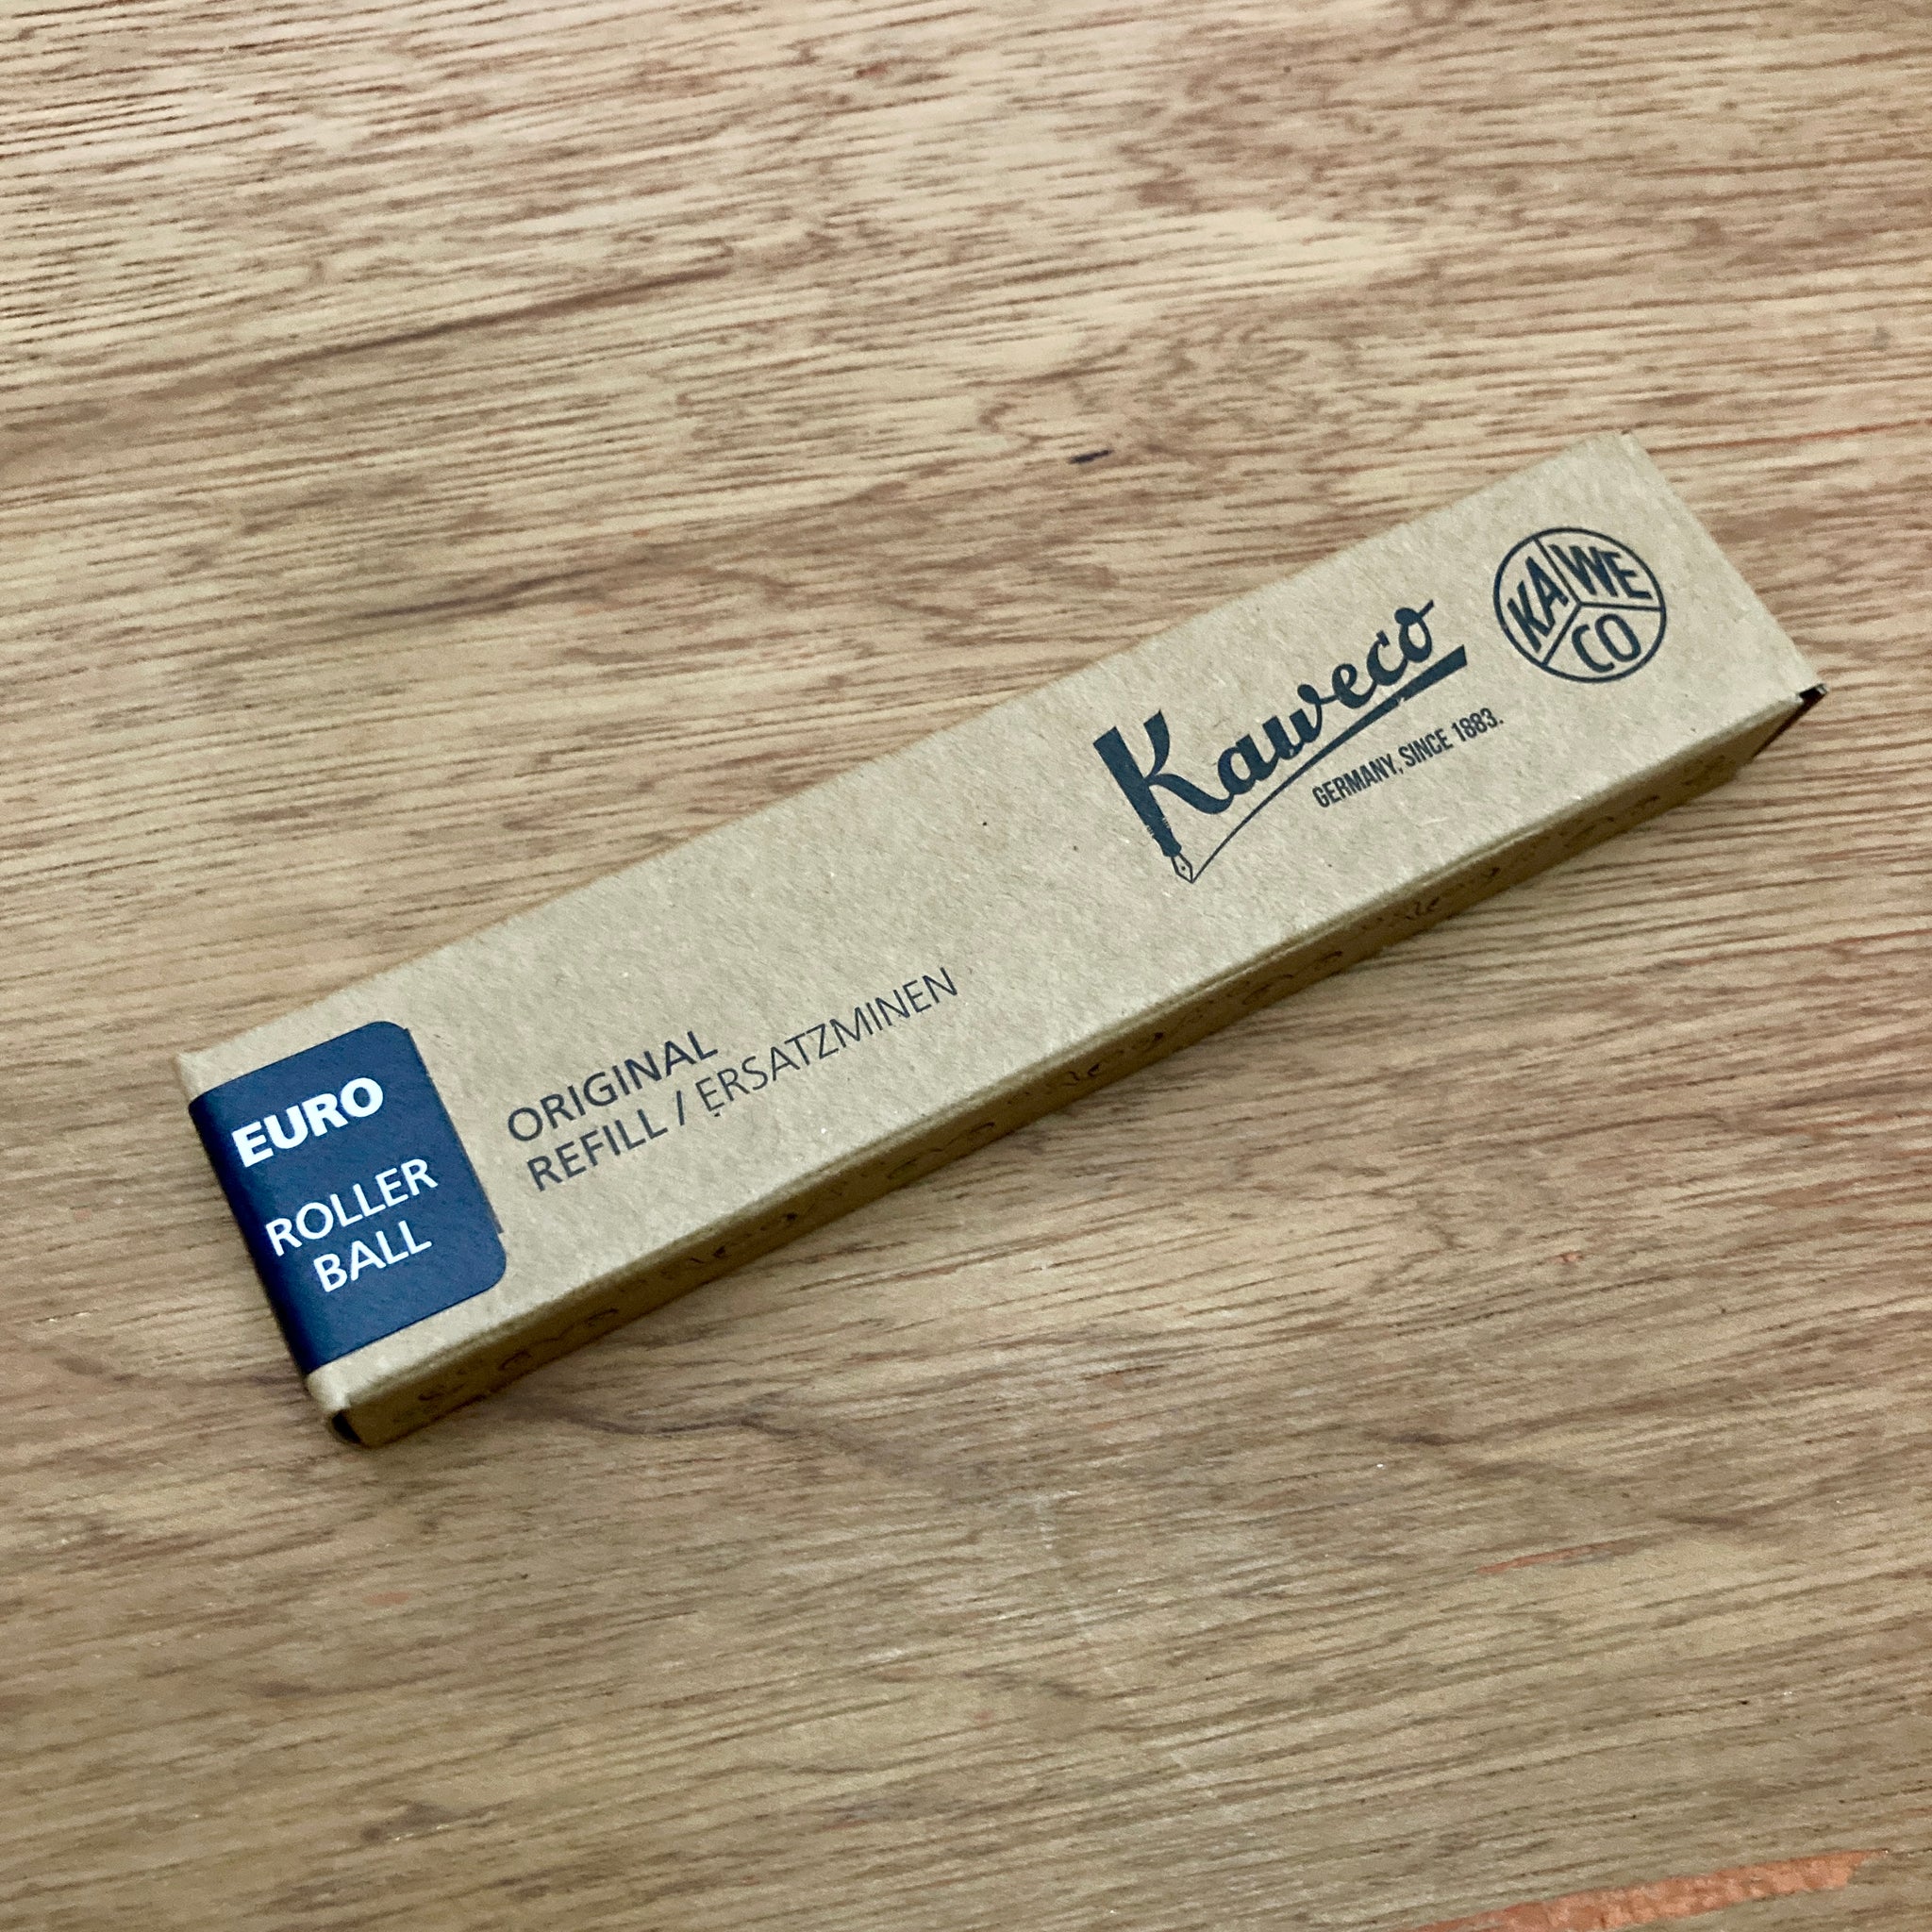 EURO
ROLLER
BALL
ORIGINAL
REFILL / ERSATZMINEN
Kaweco
GERMANY, SINCE 1883.
KA WE
CO